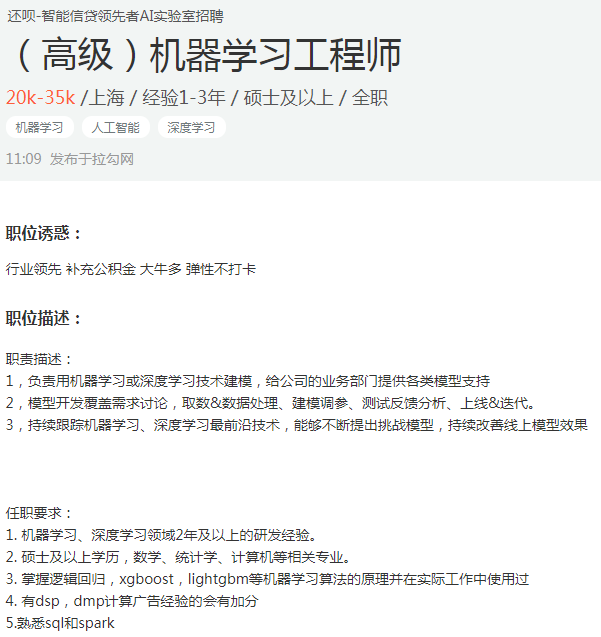 还呗-智能信贷领先者AI实验室招聘
（高级）机器学习工程师
20k-35k /上海 / 经验1-3年 / 硕士及以上 / 全职
机器学习 人工智能 深度学习
11:09 发布于拉勾网
职位诱惑：
行业领先 补充公积金 大牛多 弹性不打卡
职位描述：
职责描述：
1，负责用机器学习或深度学习技术建模，给公司的业务部门提供各类模型支持
2，模型开发覆盖需求讨论，取数&数据处理、建模调参、测试反馈分析、上线&迭代。
3，持续跟踪机器学习、深度学习最前沿技术，能够不断提出挑战模型，持续改善线上模型效果
任职要求：
1. 机器学习、深度学习领域2年及以上的研发经验。
2. 硕士及以上学历，数学、统计学、计算机等相关专业。
3. 掌握逻辑回归，xgboost，lightgbm等机器学习算法的原理并在实际工作中使用过
4. 有dsp，dmp计算广告经验的会有加分
5.熟悉sql和spark